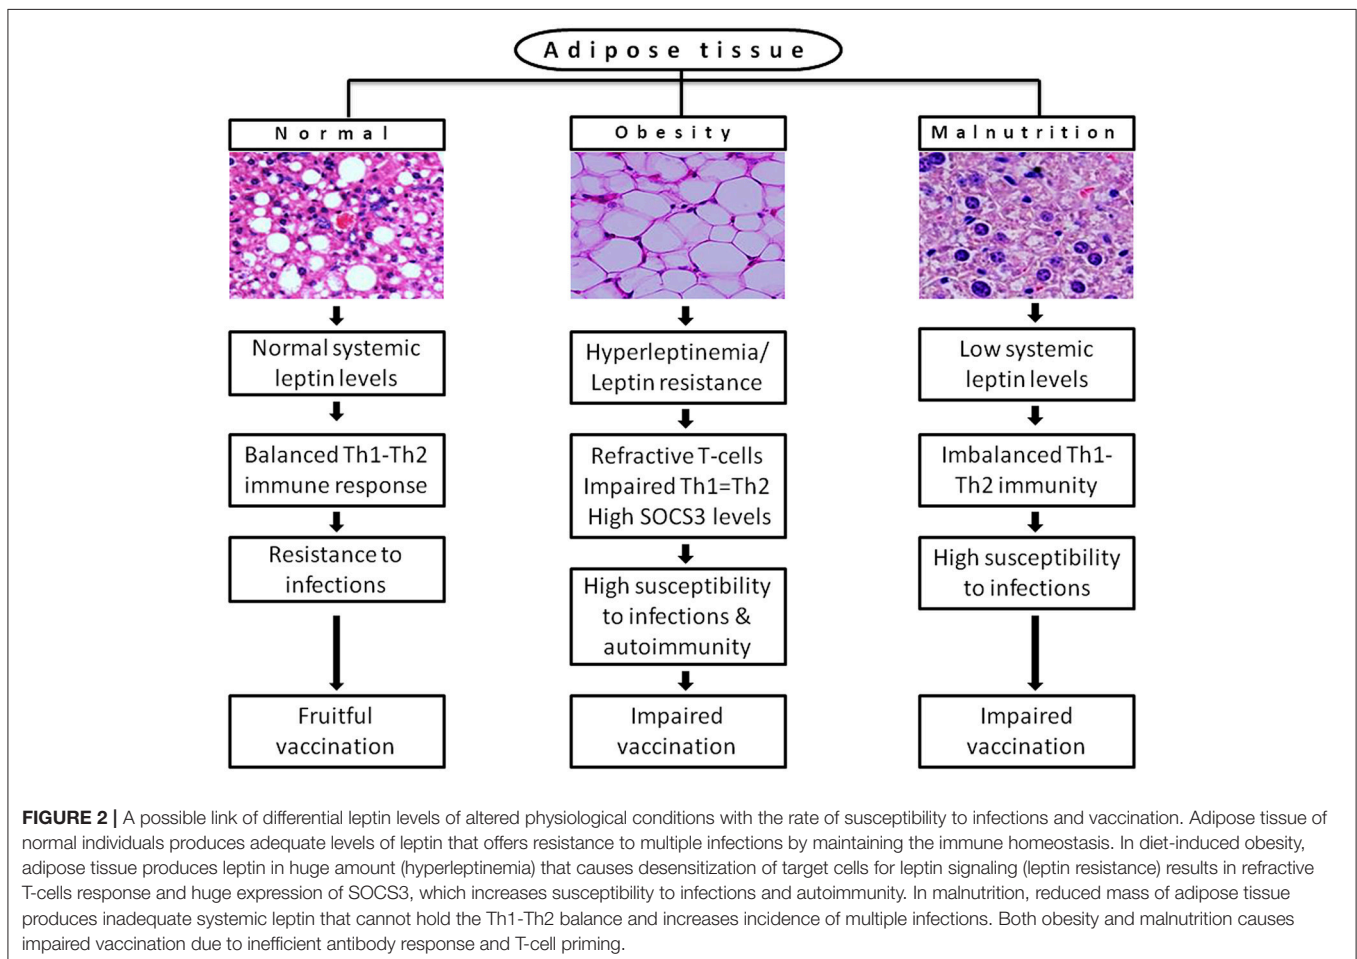 Adipose tissue
Normal
Obesity
Malnutrition
Normal systemic
leptin levels
Hyperleptinemia/
Leptin resistance
Low systemic
leptin levels
Balanced Th1-Th2
immune response
Refractive T-cells
Impaired Th1=Th2
High SOCS3 levels
Imbalanced Th1-
Th2 immunity
Resistance to
infections
High susceptibility
to infections &
autoimmunity
High susceptibility
to infections
Fruitful
vaccination
Impaired
vaccination
Impaired
vaccination
FIGURE 2 | A possible link of differential leptin levels of altered physiological conditions with the rate of susceptibility to infections and vaccination. Adipose tissue of
normal individuals produces adequate levels of leptin that offers resistance to multiple infections by maintaining the immune homeostasis. In diet-induced obesity,
adipose tissue produces leptin in huge amount (hyperleptinemia) that causes desensitization of target cells for leptin signaling (leptin resistance) results in refractive
T-cells response and huge expression of SOCS3, which increases susceptibility to infections and autoimmunity. In malnutrition, reduced mass of adipose tissue
produces inadequate systemic leptin that cannot hold the Th1-Th2 balance and increases incidence of multiple infections. Both obesity and malnutrition causes
impaired vaccination due to inefficient antibody response and T-cell priming.